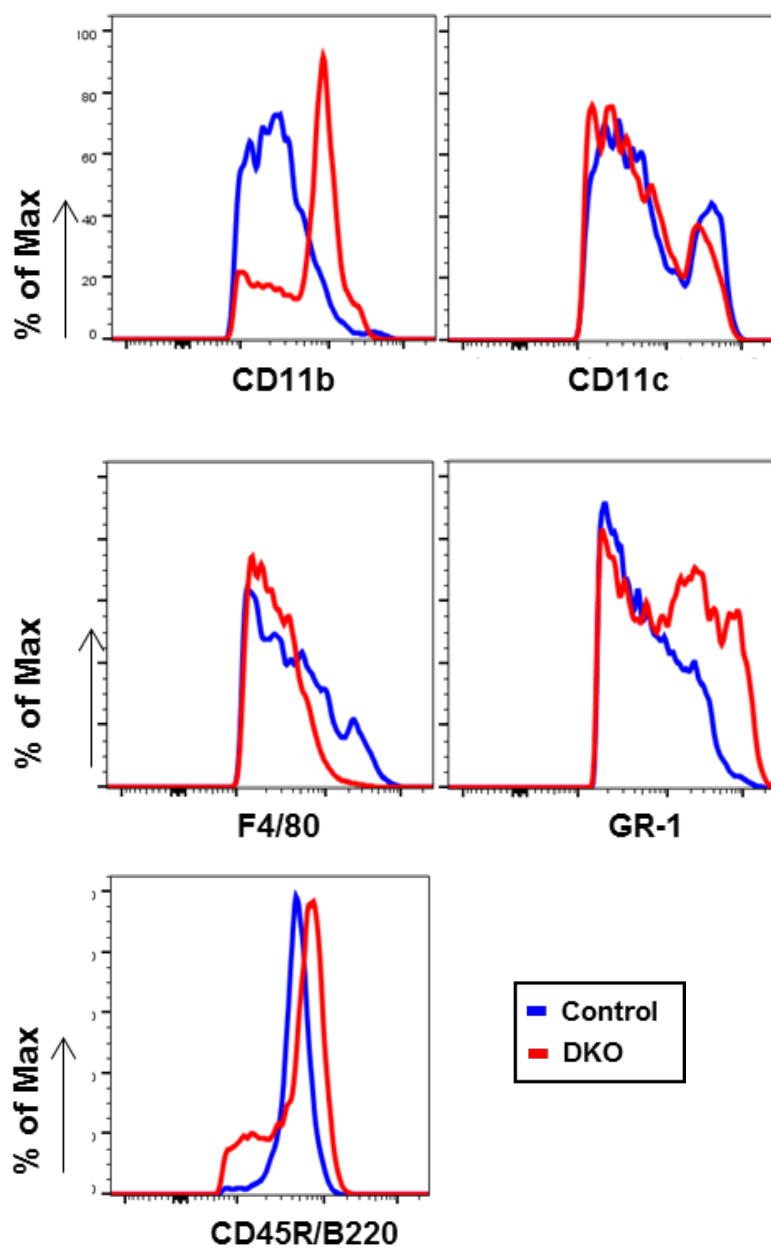 100
80
60
40
20
0
% of Max
CD11b
CD11c
% of Max
F4/80
GR-1
% of Max
CD45R/B220
Control
DKO